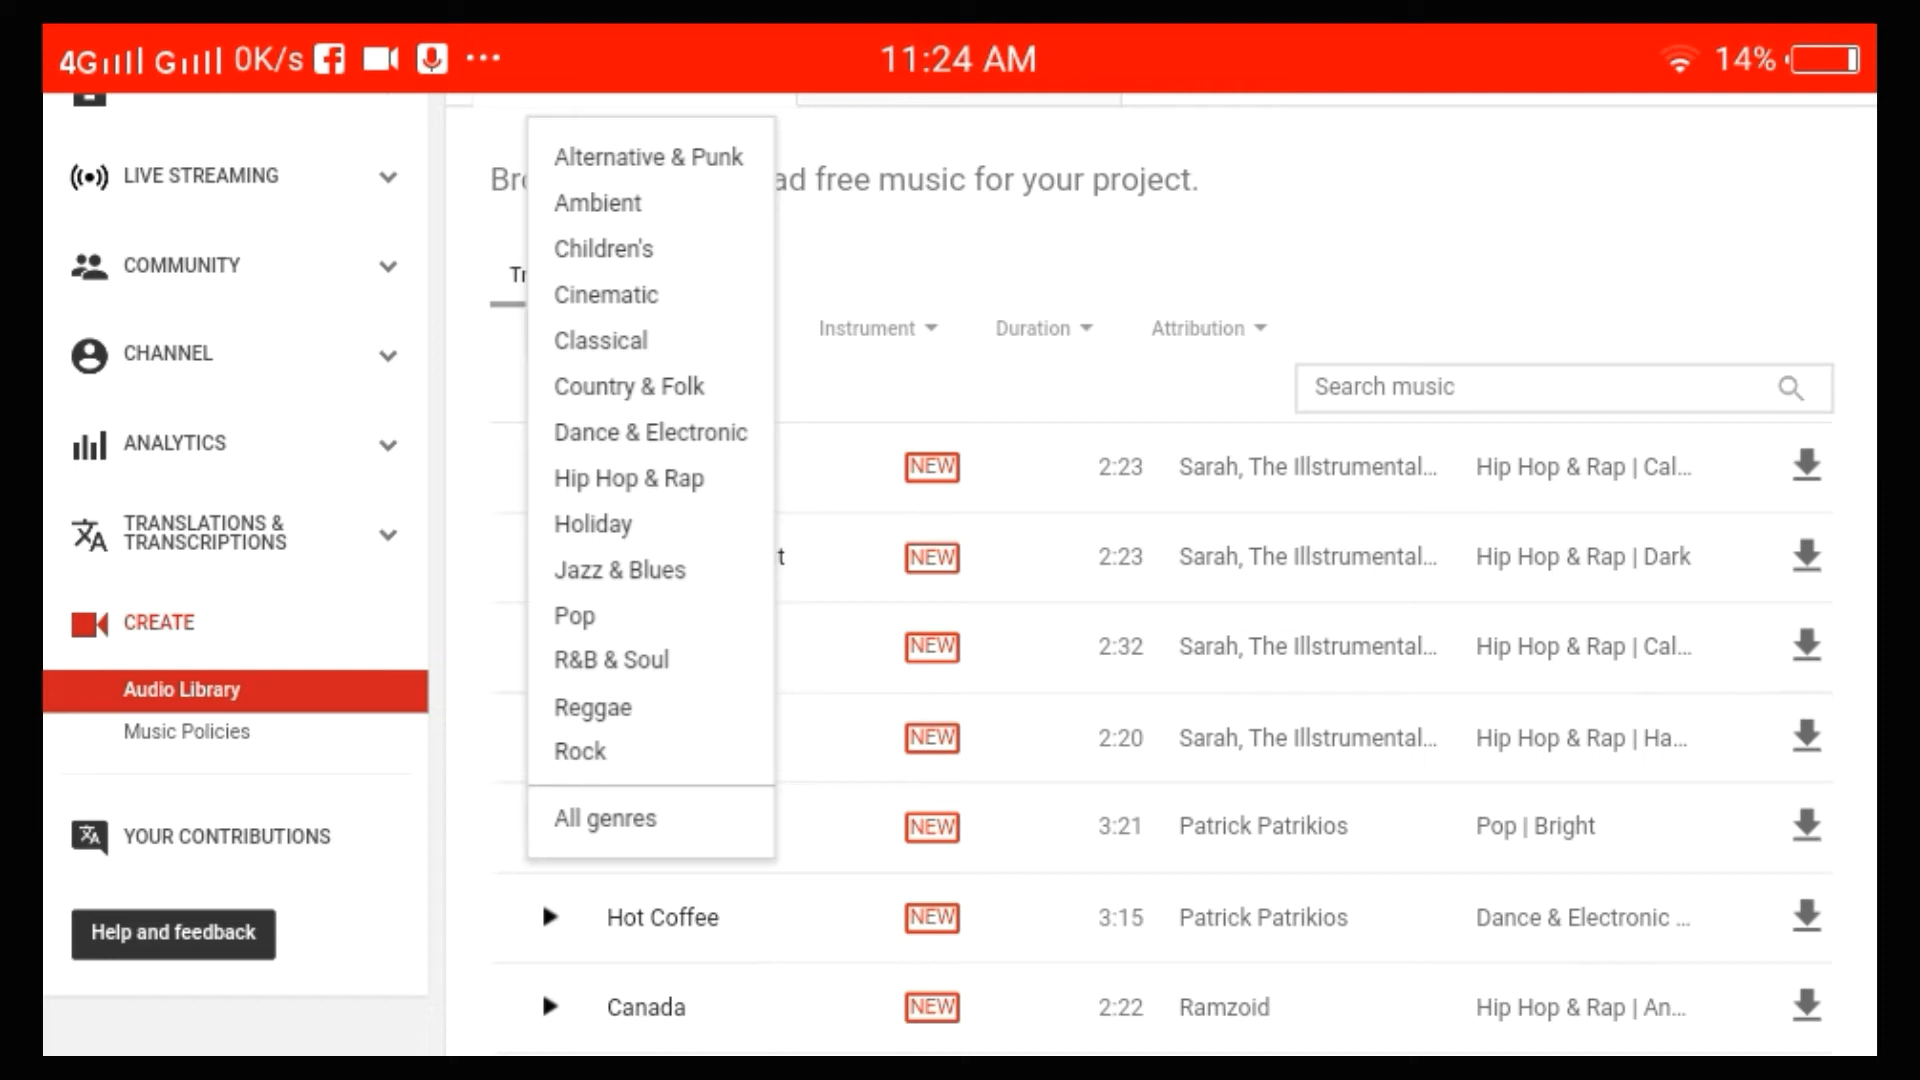 4G G 0K/s 11:24 AM 14%
LIVE STREAMING
COMMUNITY
CHANNEL
ANALYTICS
TRANSLATIONS &
TRANSCRIPTIONS
CREATE
Audio Library
Music Policies
YOUR CONTRIBUTIONS
Help and feedback
ad free music for your project.
Alternative & Punk
Ambient
Children's
Cinematic
Classical
Country & Folk
Dance & Electronic
Hip Hop & Rap
Holiday
Jazz & Blues
Pop
R&B & Soul
Reggae
Rock
All genres
Instrument Duration Attribution
Search music
NEW 2:23 Sarah, The Illstrumental... Hip Hop & Rap | Cal...
t NEW 2:23 Sarah, The Illstrumental... Hip Hop & Rap | Dark
NEW 2:32 Sarah, The Illstrumental... Hip Hop & Rap | Cal...
NEW 2:20 Sarah, The Illstrumental... Hip Hop & Rap | Ha...
NEW 3:21 Patrick Patrikios Pop | Bright
Hot Coffee NEW 3:15 Patrick Patrikios Dance & Electronic ...
Canada NEW 2:22 Ramzoid Hip Hop & Rap | An...